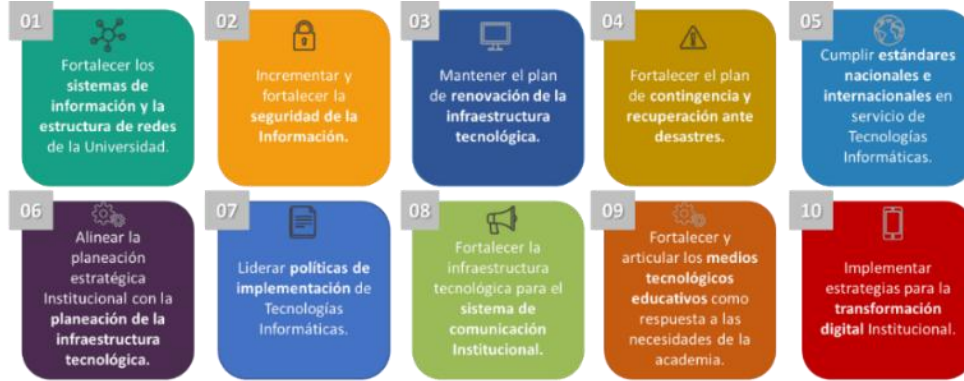 01
Fortalecer los
sistemas de
información y la
estructura de redes
de la Universidad.
02
Incrementar y
fortalecer la
seguridad de la
Información.
03
Mantener el plan
de renovación de la
infraestructura
tecnológica.
04
Fortalecer el plan
de contingencia y
recuperación ante
desastres.
05
Cumplir estándares
nacionales e
internacionales en
servicio de
Tecnologías
Informáticas.
06
Alinear la
planeación
estratégica
Institucional con la
planeación de la
infraestructura
tecnológica.
07
Liderar políticas de
implementación de
Tecnologías
Informáticas.
08
Fortalecer la
infraestructura
tecnológica para el
sistema de
comunicación
Institucional.
09
Fortalecer y
articular los medios
tecnológicos
educativos como
respuesta a las
necesidades de la
academia.
10
Implementar
estrategias para la
transformación
digital Institucional.